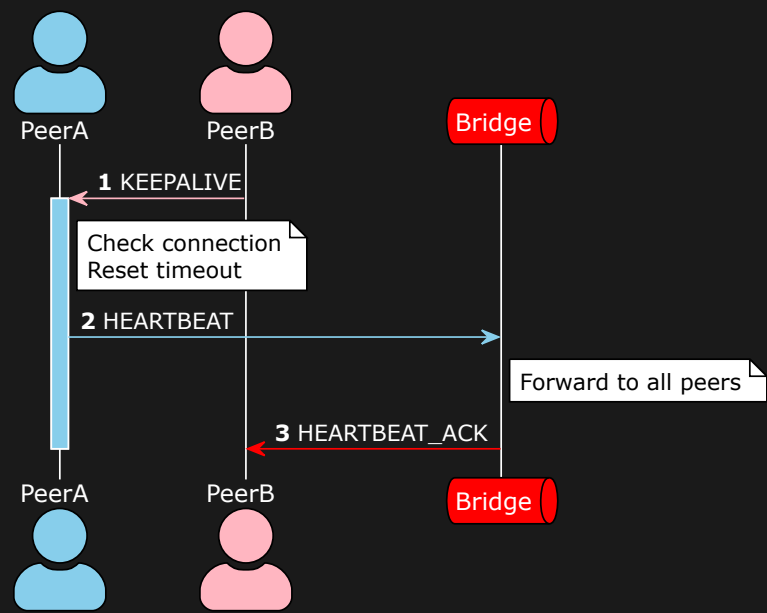 PeerA
PeerB
Bridge
1 KEEPALIVE
Check connection
Reset timeout
2 HEARTBEAT
Forward to all peers
3 HEARTBEAT_ACK
PeerA
PeerB
Bridge